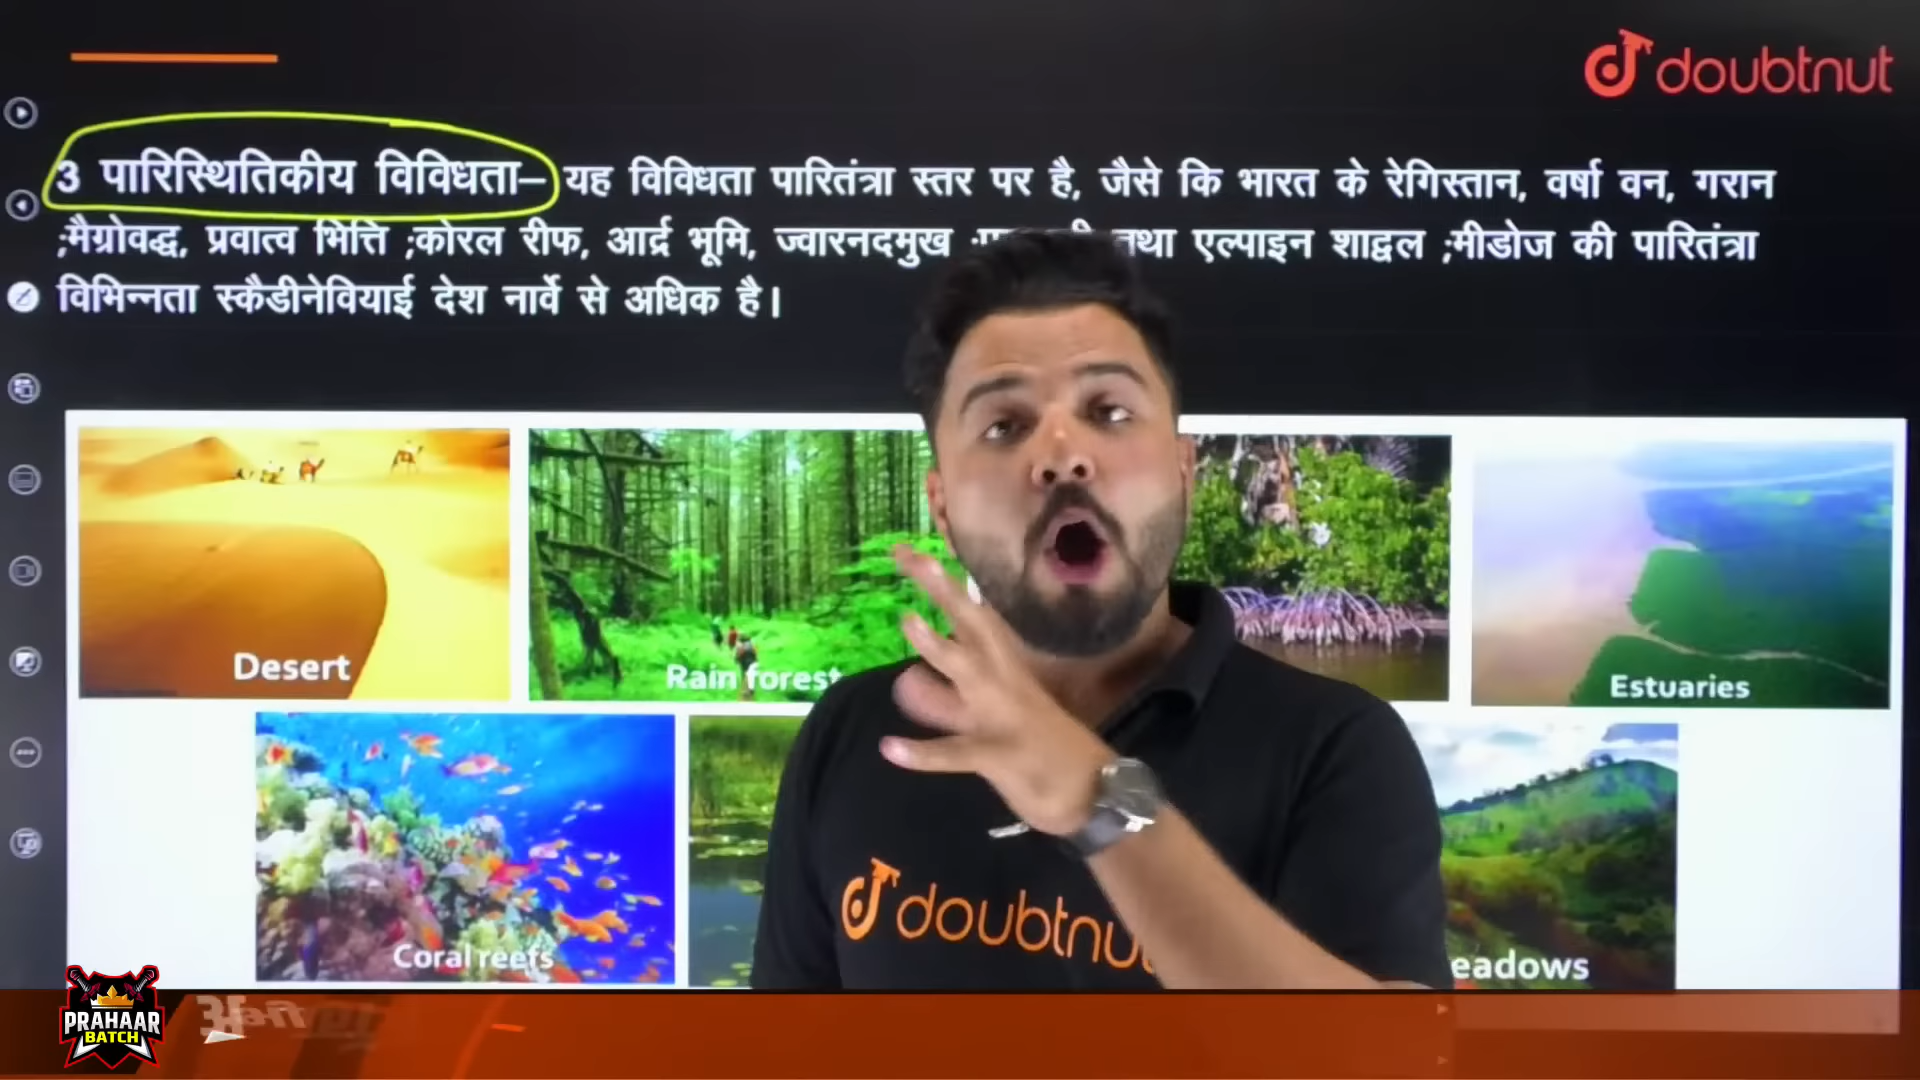 doubtnut
3 पारिस्थितिकीय विविधता– यह विविधता पारितंत्रा स्तर पर है, जैसे कि भारत के रेगिस्तान, वर्षा वन, गरान
;मैग्रोवद्ध, प्रवात्व भित्ति ;कोरल रीफ, आर्द्र भूमि, ज्वारनदमुख तथा एल्पाइन शाद्वल ;मीडोज की पारितंत्रा
विभिन्नता स्कैडीनेवियाई देश नार्वे से अधिक है।
Desert
Rain forest
Estuaries
Coral reefs
eadows
doubtnut
PRAHAAR
BATCH